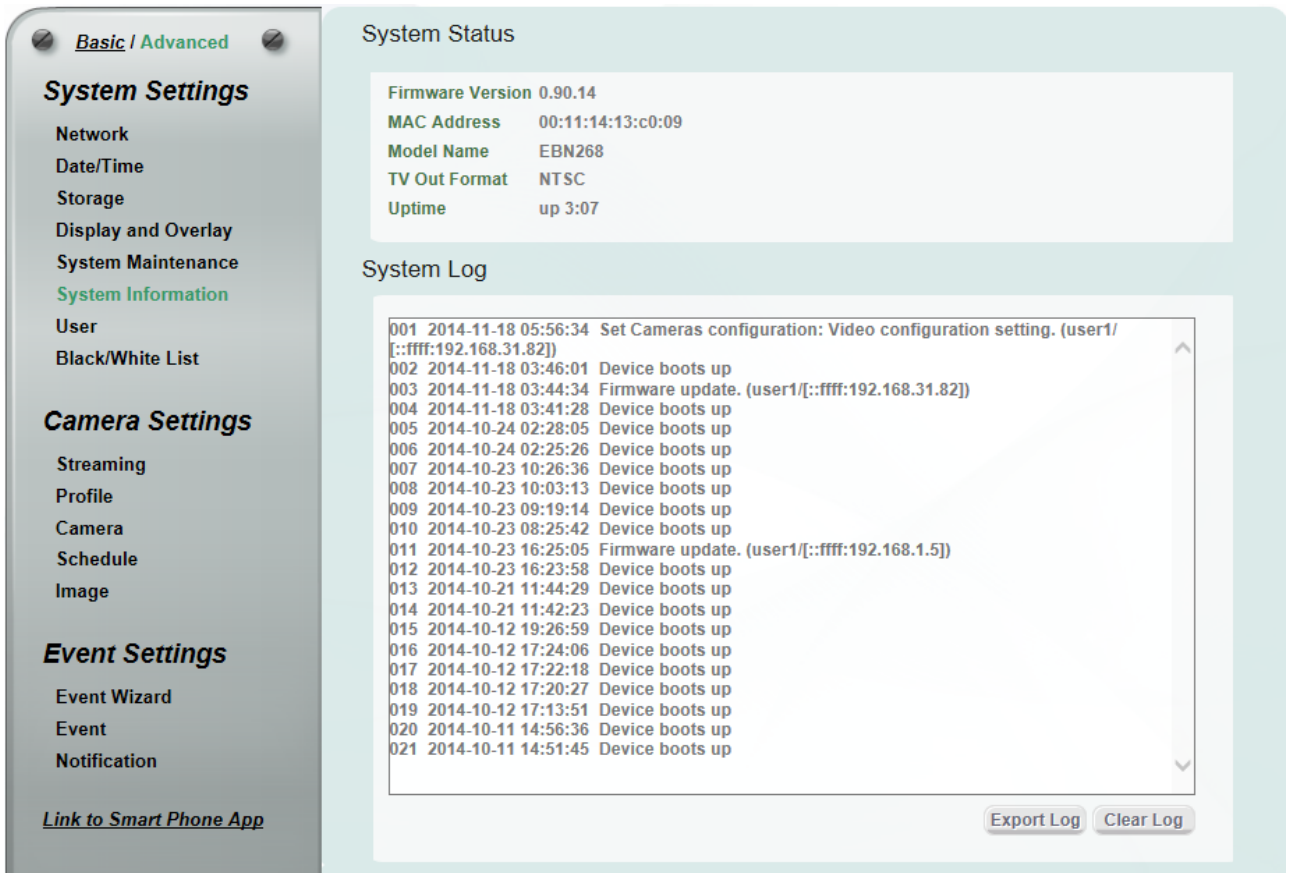 Basic / Advanced
System Settings
Network
Date/Time
Storage
Display and Overlay
System Maintenance
System Information
User
Black/White List
Camera Settings
Streaming
Profile
Camera
Schedule
Image
Event Settings
Event Wizard
Event
Notification
Link to Smart Phone App
System Status
Firmware Version 0.90.14
MAC Address 00:11:14:13:c0:09
Model Name EBN268
TV Out Format NTSC
Uptime up 3:07
System Log
001 2014-11-18 05:56:34 Set Cameras configuration: Video configuration setting. (user1/
[::ffff:192.168.31.82])
002 2014-11-18 03:46:01 Device boots up
003 2014-11-18 03:44:34 Firmware update. (user1/[::ffff:192.168.31.82])
004 2014-11-18 03:41:28 Device boots up
005 2014-10-24 02:28:05 Device boots up
006 2014-10-24 02:25:26 Device boots up
007 2014-10-23 10:26:36 Device boots up
008 2014-10-23 10:03:13 Device boots up
009 2014-10-23 09:19:14 Device boots up
010 2014-10-23 08:25:42 Device boots up
011 2014-10-23 16:25:05 Firmware update. (user1/[::ffff:192.168.1.5])
012 2014-10-23 16:23:58 Device boots up
013 2014-10-21 11:44:29 Device boots up
014 2014-10-21 11:42:23 Device boots up
015 2014-10-12 19:26:59 Device boots up
016 2014-10-12 17:24:06 Device boots up
017 2014-10-12 17:22:18 Device boots up
018 2014-10-12 17:20:27 Device boots up
019 2014-10-12 17:13:51 Device boots up
020 2014-10-11 14:56:36 Device boots up
021 2014-10-11 14:51:45 Device boots up
Export Log Clear Log